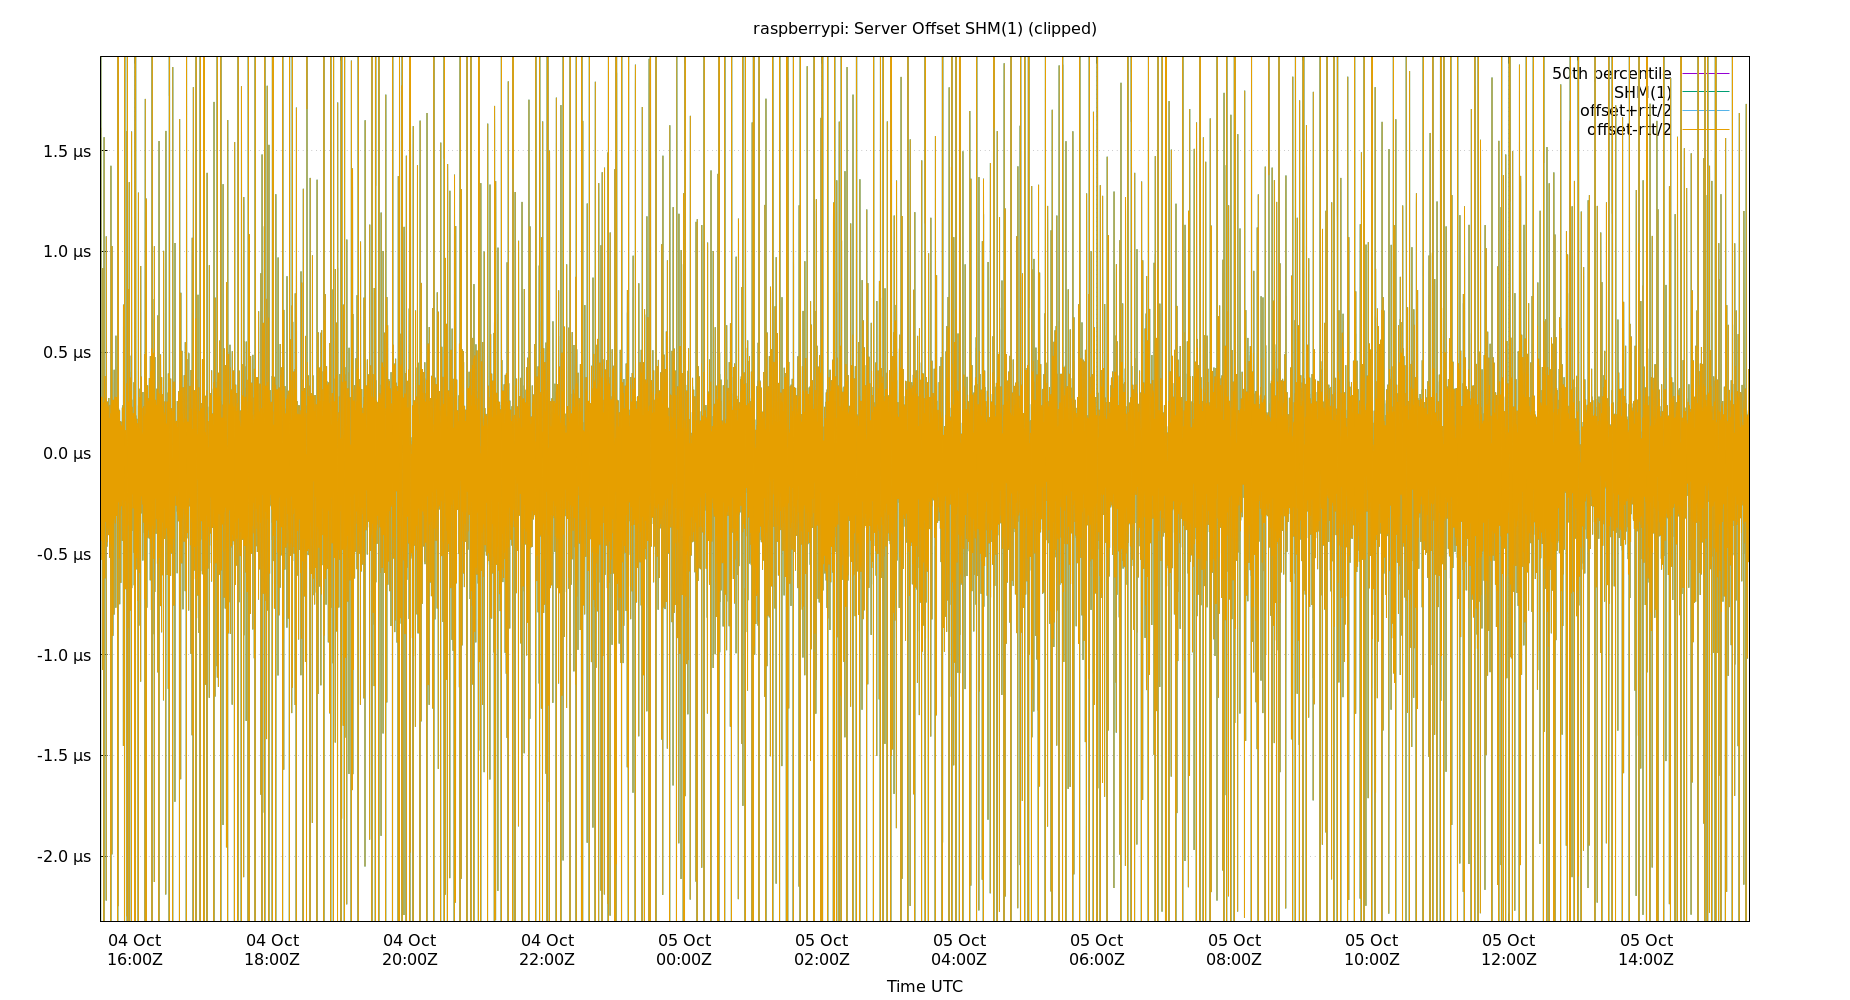 raspberrypi: Server Offset SHM(1) (clipped)
50th percentile
SHM(1)
offset+rtt/2
offset-rtt/2
1.5 µs
1.0 µs
0.5 µs
0.0 µs
-0.5 µs
-1.0 µs
-1.5 µs
-2.0 µs
04 Oct 04 Oct 04 Oct 04 Oct 05 Oct 05 Oct 05 Oct 05 Oct 05 Oct 05 Oct 05 Oct 05 Oct
16:00Z 18:00Z 20:00Z 22:00Z 00:00Z 02:00Z 04:00Z 06:00Z 08:00Z 10:00Z 12:00Z 14:00Z
Time UTC